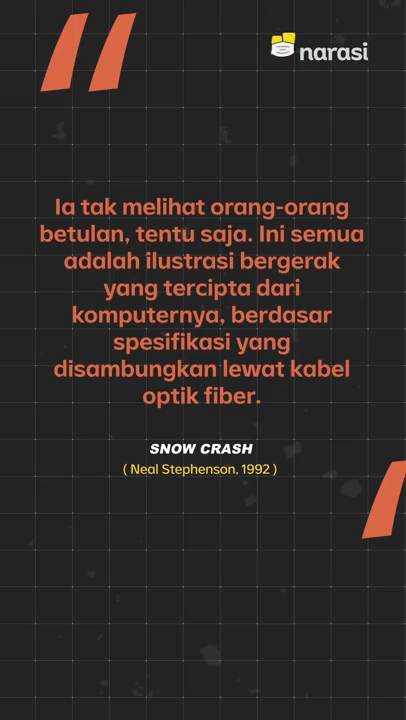 narasi
Ia tak melihat orang-orang
betulan, tentu saja. Ini semua
adalah ilustrasi bergerak
yang tercipta dari
komputernya, berdasar
spesifikasi yang
disambungkan lewat kabel
optik fiber.
SNOW CRASH
( Neal Stephenson, 1992 )